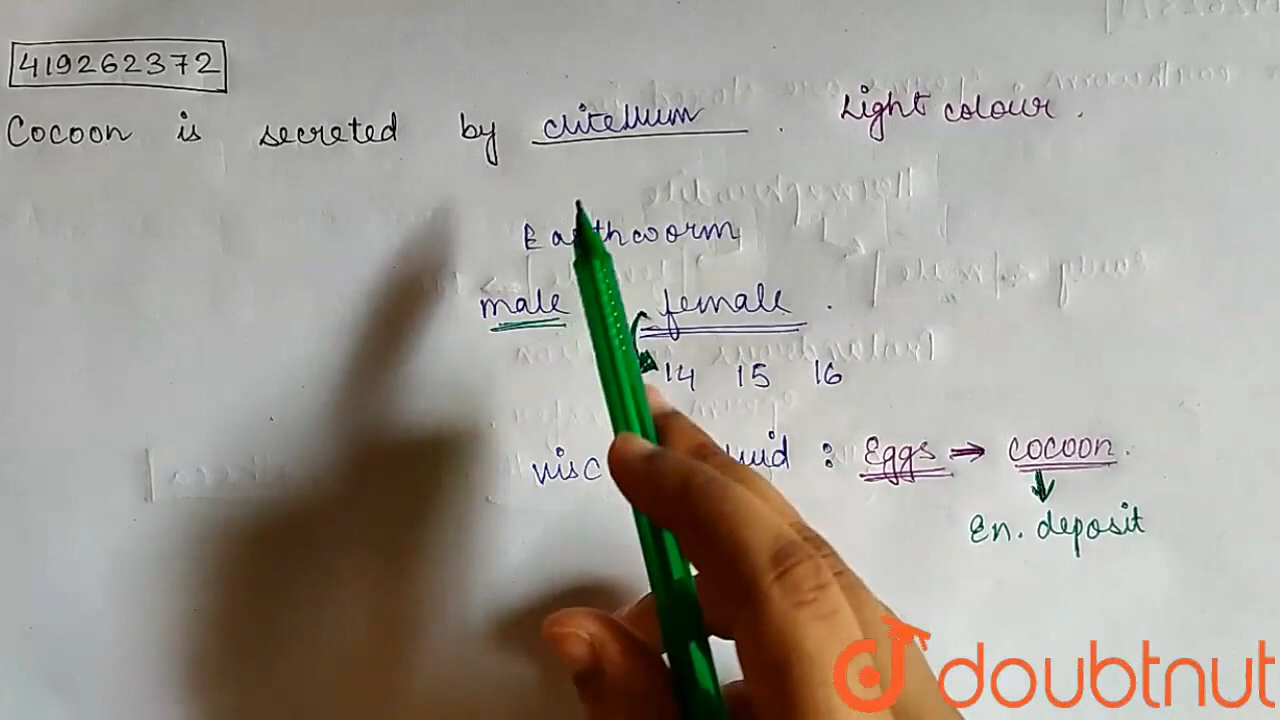 419262372
Cocoon is secreted by clitellum. Light colour.
Earthworm
male female.
14 15 16
: Eggs ⇒ cocoon.
En. deposit
doubtnut